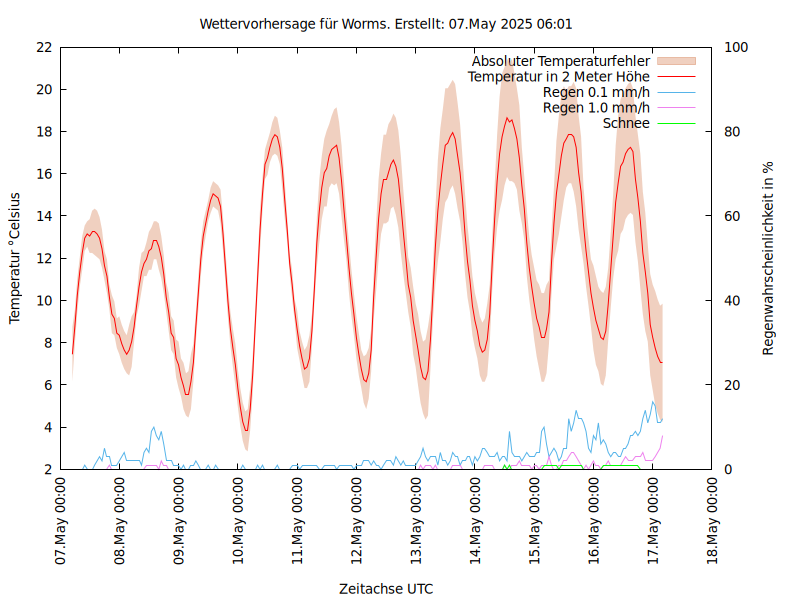 Wettervorhersage für Worms. Erstellt: 07.May 2025 06:01
Absoluter Temperaturfehler
Temperatur in 2 Meter Höhe
Regen 0.1 mm/h
Regen 1.0 mm/h
Schnee
Temperatur °Celsius
22
20
18
16
14
12
10
8
6
4
2
100
80
60
40
20
0
Regenwahrscheinlichkeit in %
07.May 00:00
08.May 00:00
09.May 00:00
10.May 00:00
11.May 00:00
12.May 00:00
13.May 00:00
14.May 00:00
15.May 00:00
16.May 00:00
17.May 00:00
18.May 00:00
Zeitachse UTC